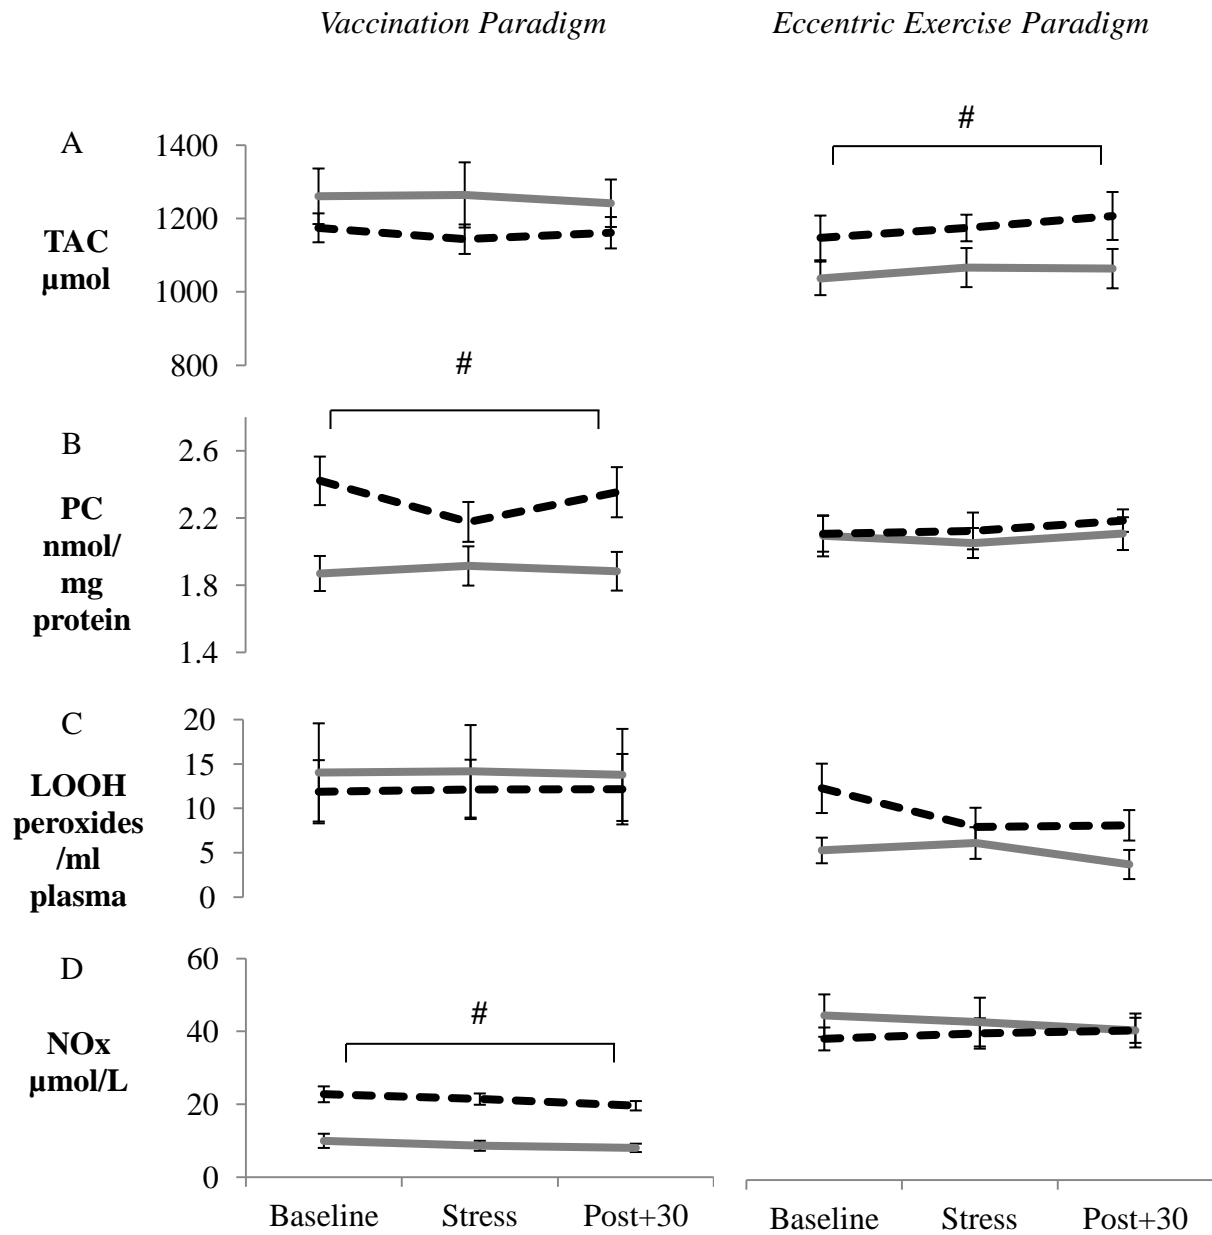 Vaccination Paradigm
Eccentric Exercise Paradigm
A
TAC
µmol
1400
1200
1000
800
#
#
B
PC
nmol/
mg
protein
2.6
2.2
1.8
1.4
C
LOOH
peroxides
/ml
plasma
20
15
10
5
0
D
NOx
µmol/L
60
40
20
0
#
Baseline
Stress
Post+30
Baseline
Stress
Post+30